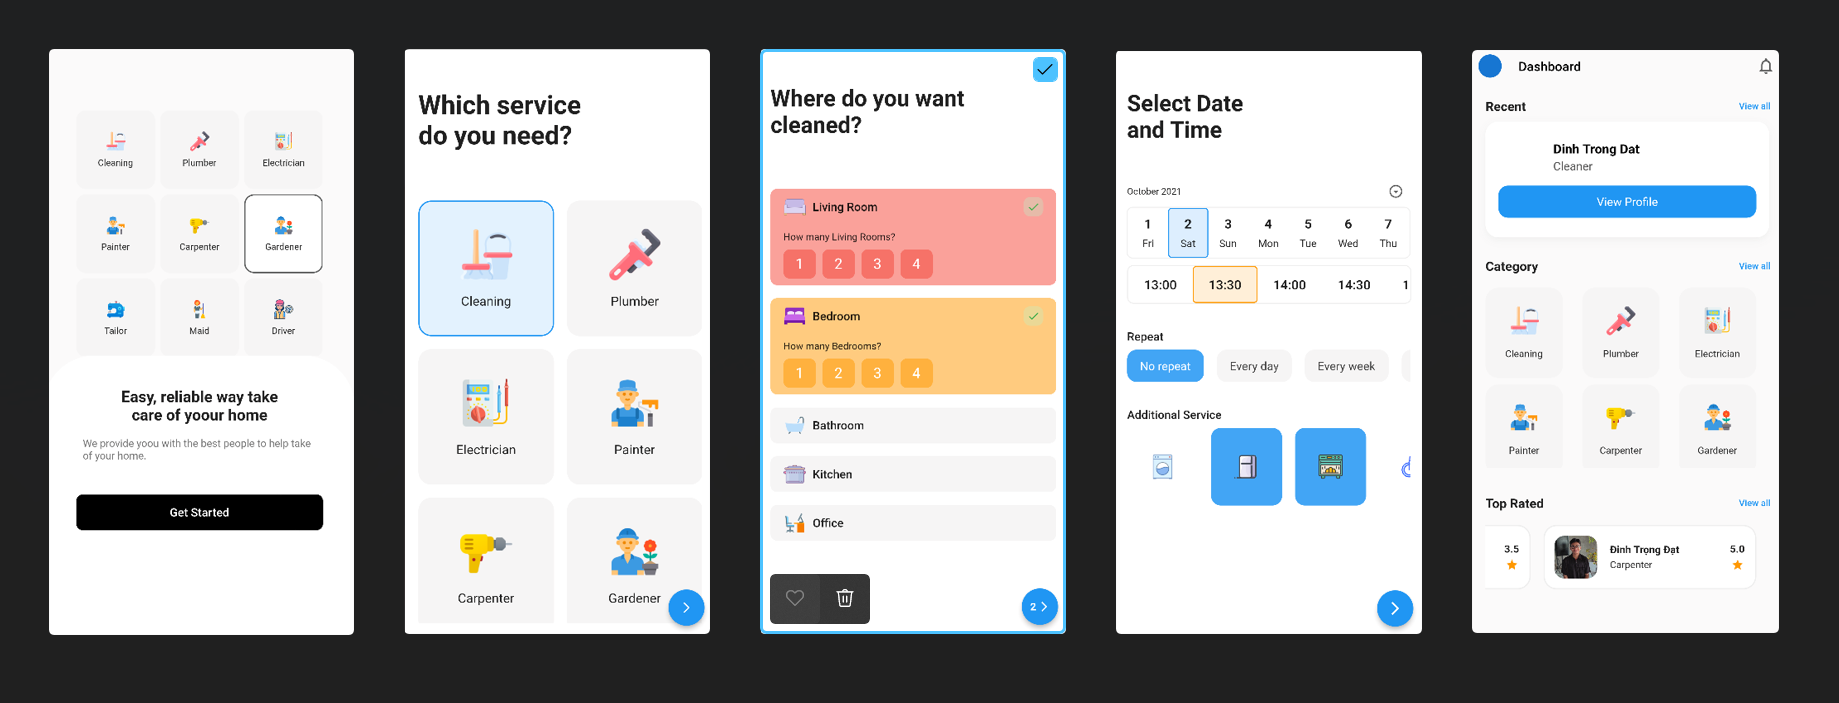 Cleaning
Plumber
Electrician
Painter
Carpenter
Gardener
Tailor
Maid
Driver
Easy, reliable way take
care of yoour home
We provide yoou with the best people to help take
of your home.
Get Started
Which service
do you need?
Cleaning
Plumber
Electrician
Painter
Carpenter
Gardener
Where do you want
cleaned?
Living Room
How many Living Rooms?
1 2 3 4
Bedroom
How many Bedrooms?
1 2 3 4
Bathroom
Kitchen
Office
2
Select Date
and Time
October 2021
1 2 3 4 5 6 7
Fri Sat Sun Mon Tue Wed Thu
13:00 13:30 14:00 14:30 1
Repeat
No repeat Every day Every week
Additional Service
Dashboard
Recent View all
Dinh Trong Dat
Cleaner
View Profile
Category View all
Cleaning
Plumber
Electrician
Painter
Carpenter
Gardener
Top Rated View all
3.5
Đinh Trọng Đạt 5.0
Carpenter